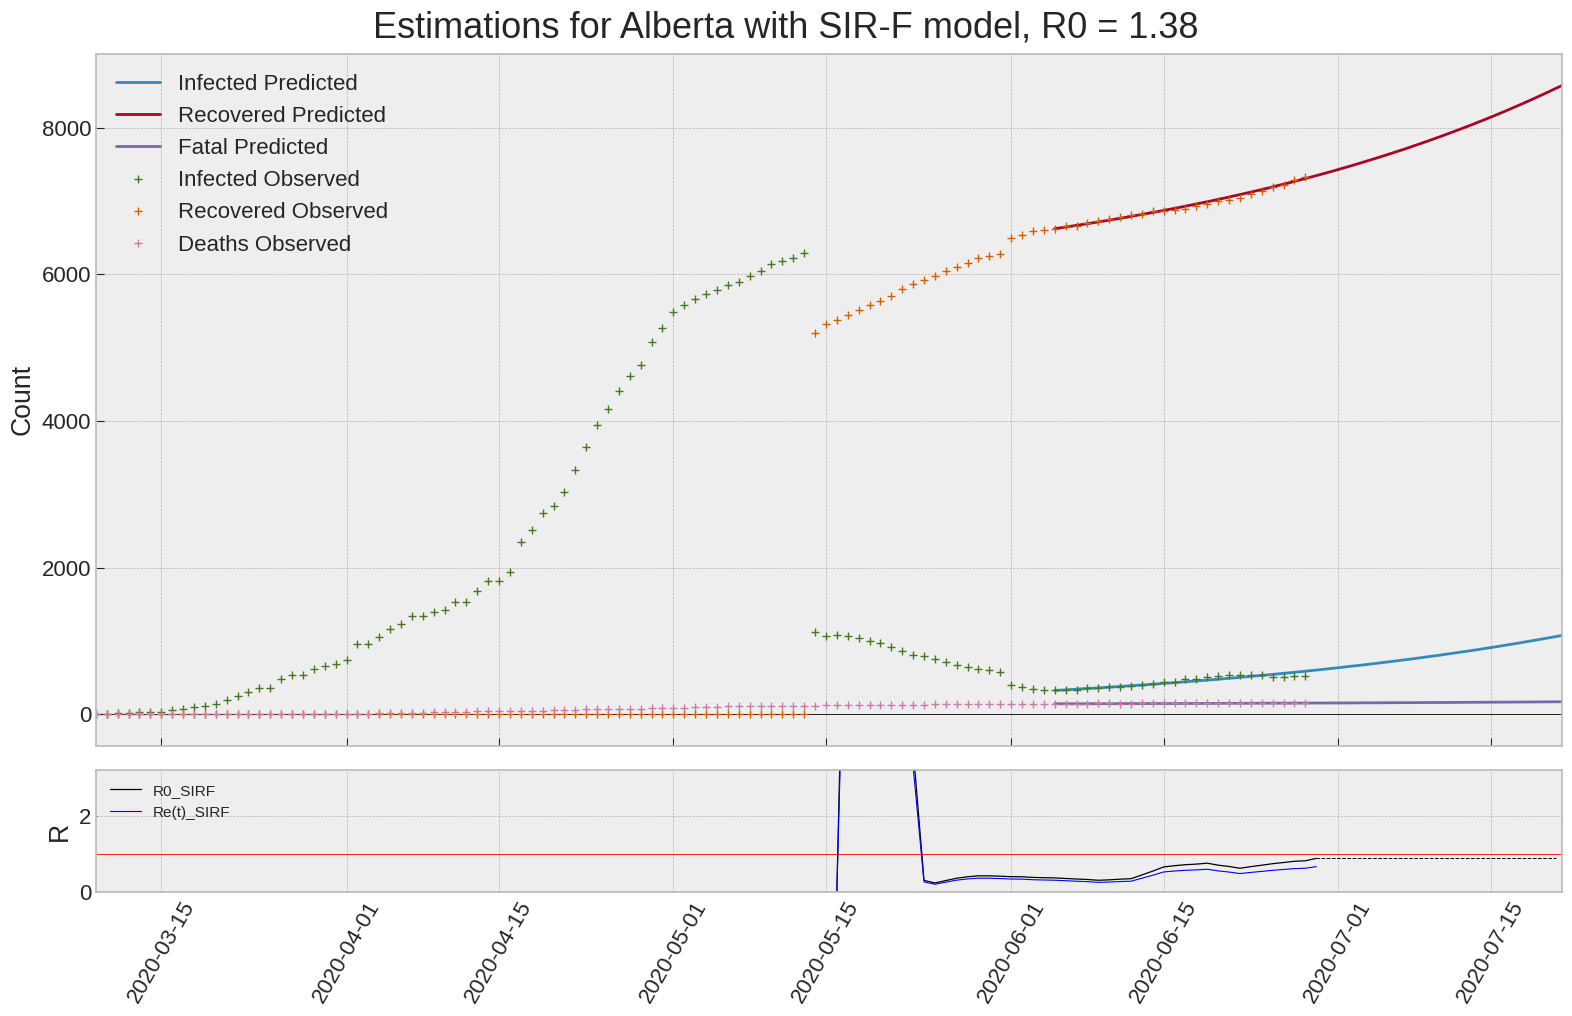 Estimations for Alberta with SIR-F model, R0 = 1.38
Infected Predicted
Recovered Predicted
Fatal Predicted
Infected Observed
Recovered Observed
Deaths Observed
8000
6000
4000
2000
0
Count
R0_SIRF
Re(t)_SIRF
2
0
R
2020-03-15
2020-04-01
2020-04-15
2020-05-01
2020-05-15
2020-06-01
2020-06-15
2020-07-01
2020-07-15